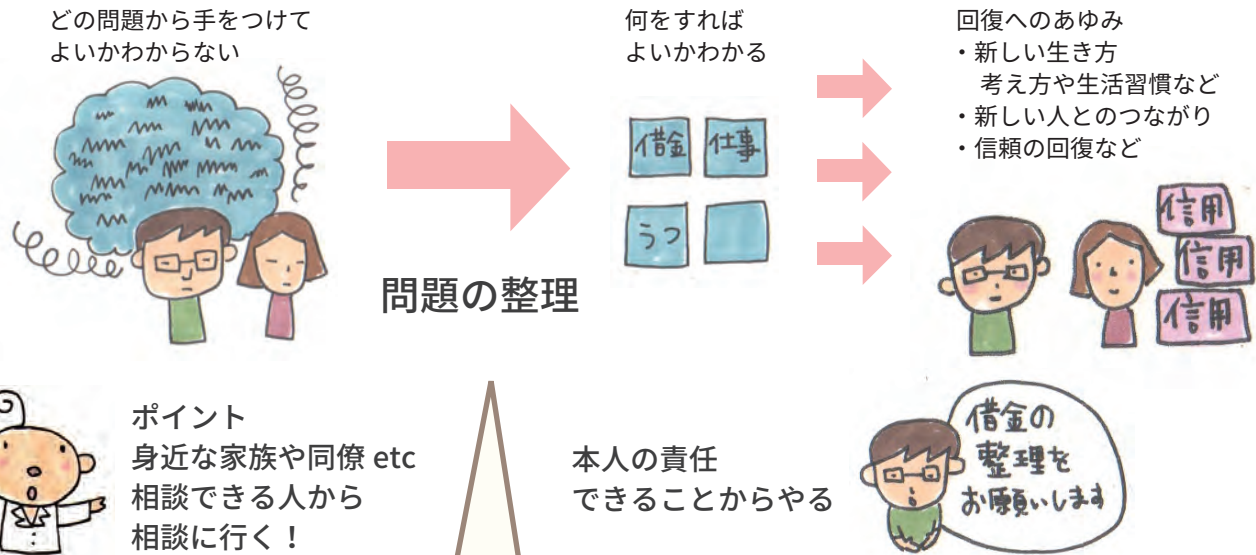 どの問題から手をつけて
よいかわからない
何をすれば
よいかわかる
回復へのあゆみ
・新しい生き方
考え方や生活習慣など
・新しい人とのつながり
・信頼の回復など
借金
仕事
うつ
信用
信用
信用
問題の整理
ポイント
身近な家族や同僚 etc
相談できる人から
相談に行く！
本人の責任
できることからやる
借金の
整理を
お願いします